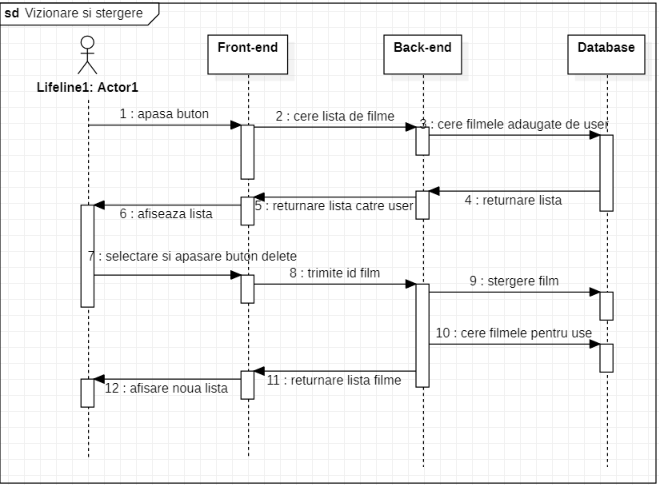 sd Vizionare si stergere
Front-end
Back-end
Database
Lifeline1: Actor1
1 : apasa buton
2 : cere lista de filme
3 : cere filmele adaugate de user
4 : returnare lista
5 : returnare lista catre user
6 : afiseaza lista
7 : selectare si apasare buton delete
8 : trimite id film
9 : stergere film
10 : cere filmele pentru use
11 : returnare lista filme
12 : afisare noua lista